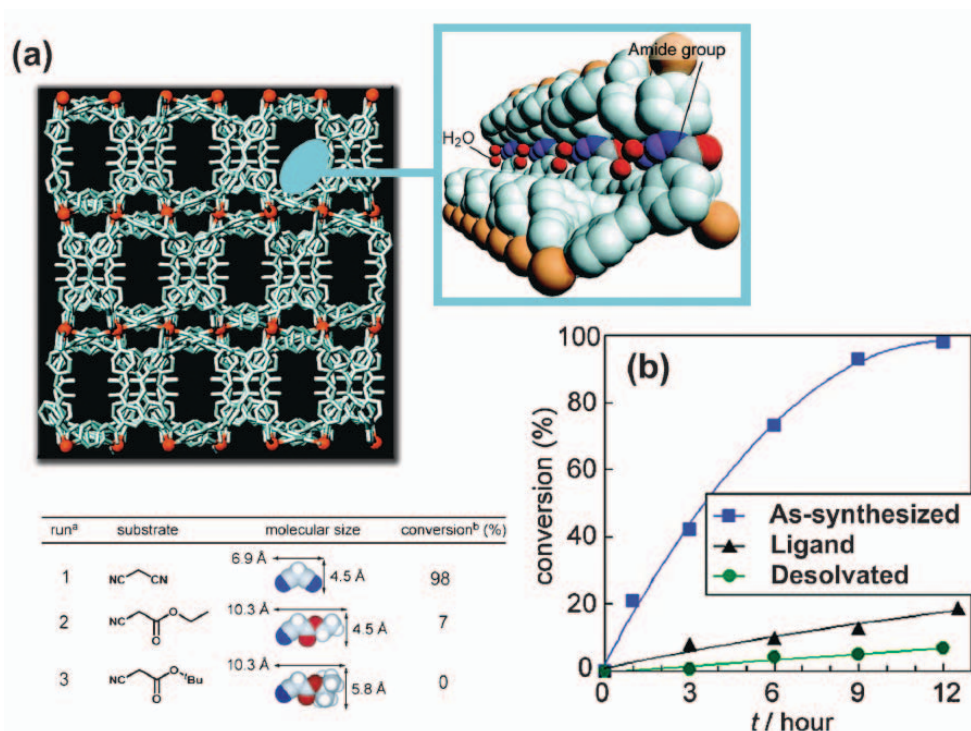 (a)
Amide group
H₂O
runᵃ substrate molecular size conversionᵇ (%)
1 NC CN 6.9 Å 4.5 Å 98
2 NC O O 10.3 Å 4.5 Å 7
3 NC O O ᵗBu 10.3 Å 5.8 Å 0
(b)
conversion (%)
100
80
60
40
20
0
As-synthesized
Ligand
Desolvated
0 3 6 9 12
t / hour